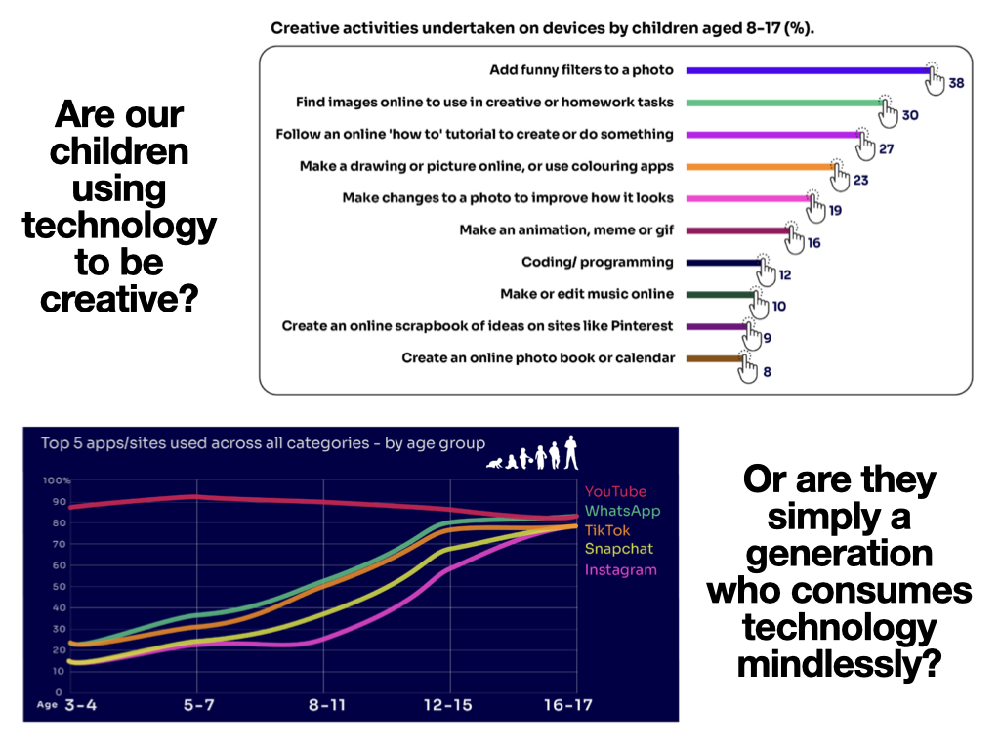 Creative activities undertaken on devices by children aged 8-17 (%).
Are our
children
using
technology
to be
creative?
Add funny filters to a photo 38
Find images online to use in creative or homework tasks 30
Follow an online 'how to' tutorial to create or do something 27
Make a drawing or picture online, or use colouring apps 23
Make changes to a photo to improve how it looks 19
Make an animation, meme or gif 16
Coding/ programming 12
Make or edit music online 10
Create an online scrapbook of ideas on sites like Pinterest 9
Create an online photo book or calendar 8
Top 5 apps/sites used across all categories - by age group
100%
90
80
70
60
50
40
30
20
10
0
Age 3-4 5-7 8-11 12-15 16-17
YouTube
WhatsApp
TikTok
Snapchat
Instagram
Or are they
simply a
generation
who consumes
technology
mindlessly?